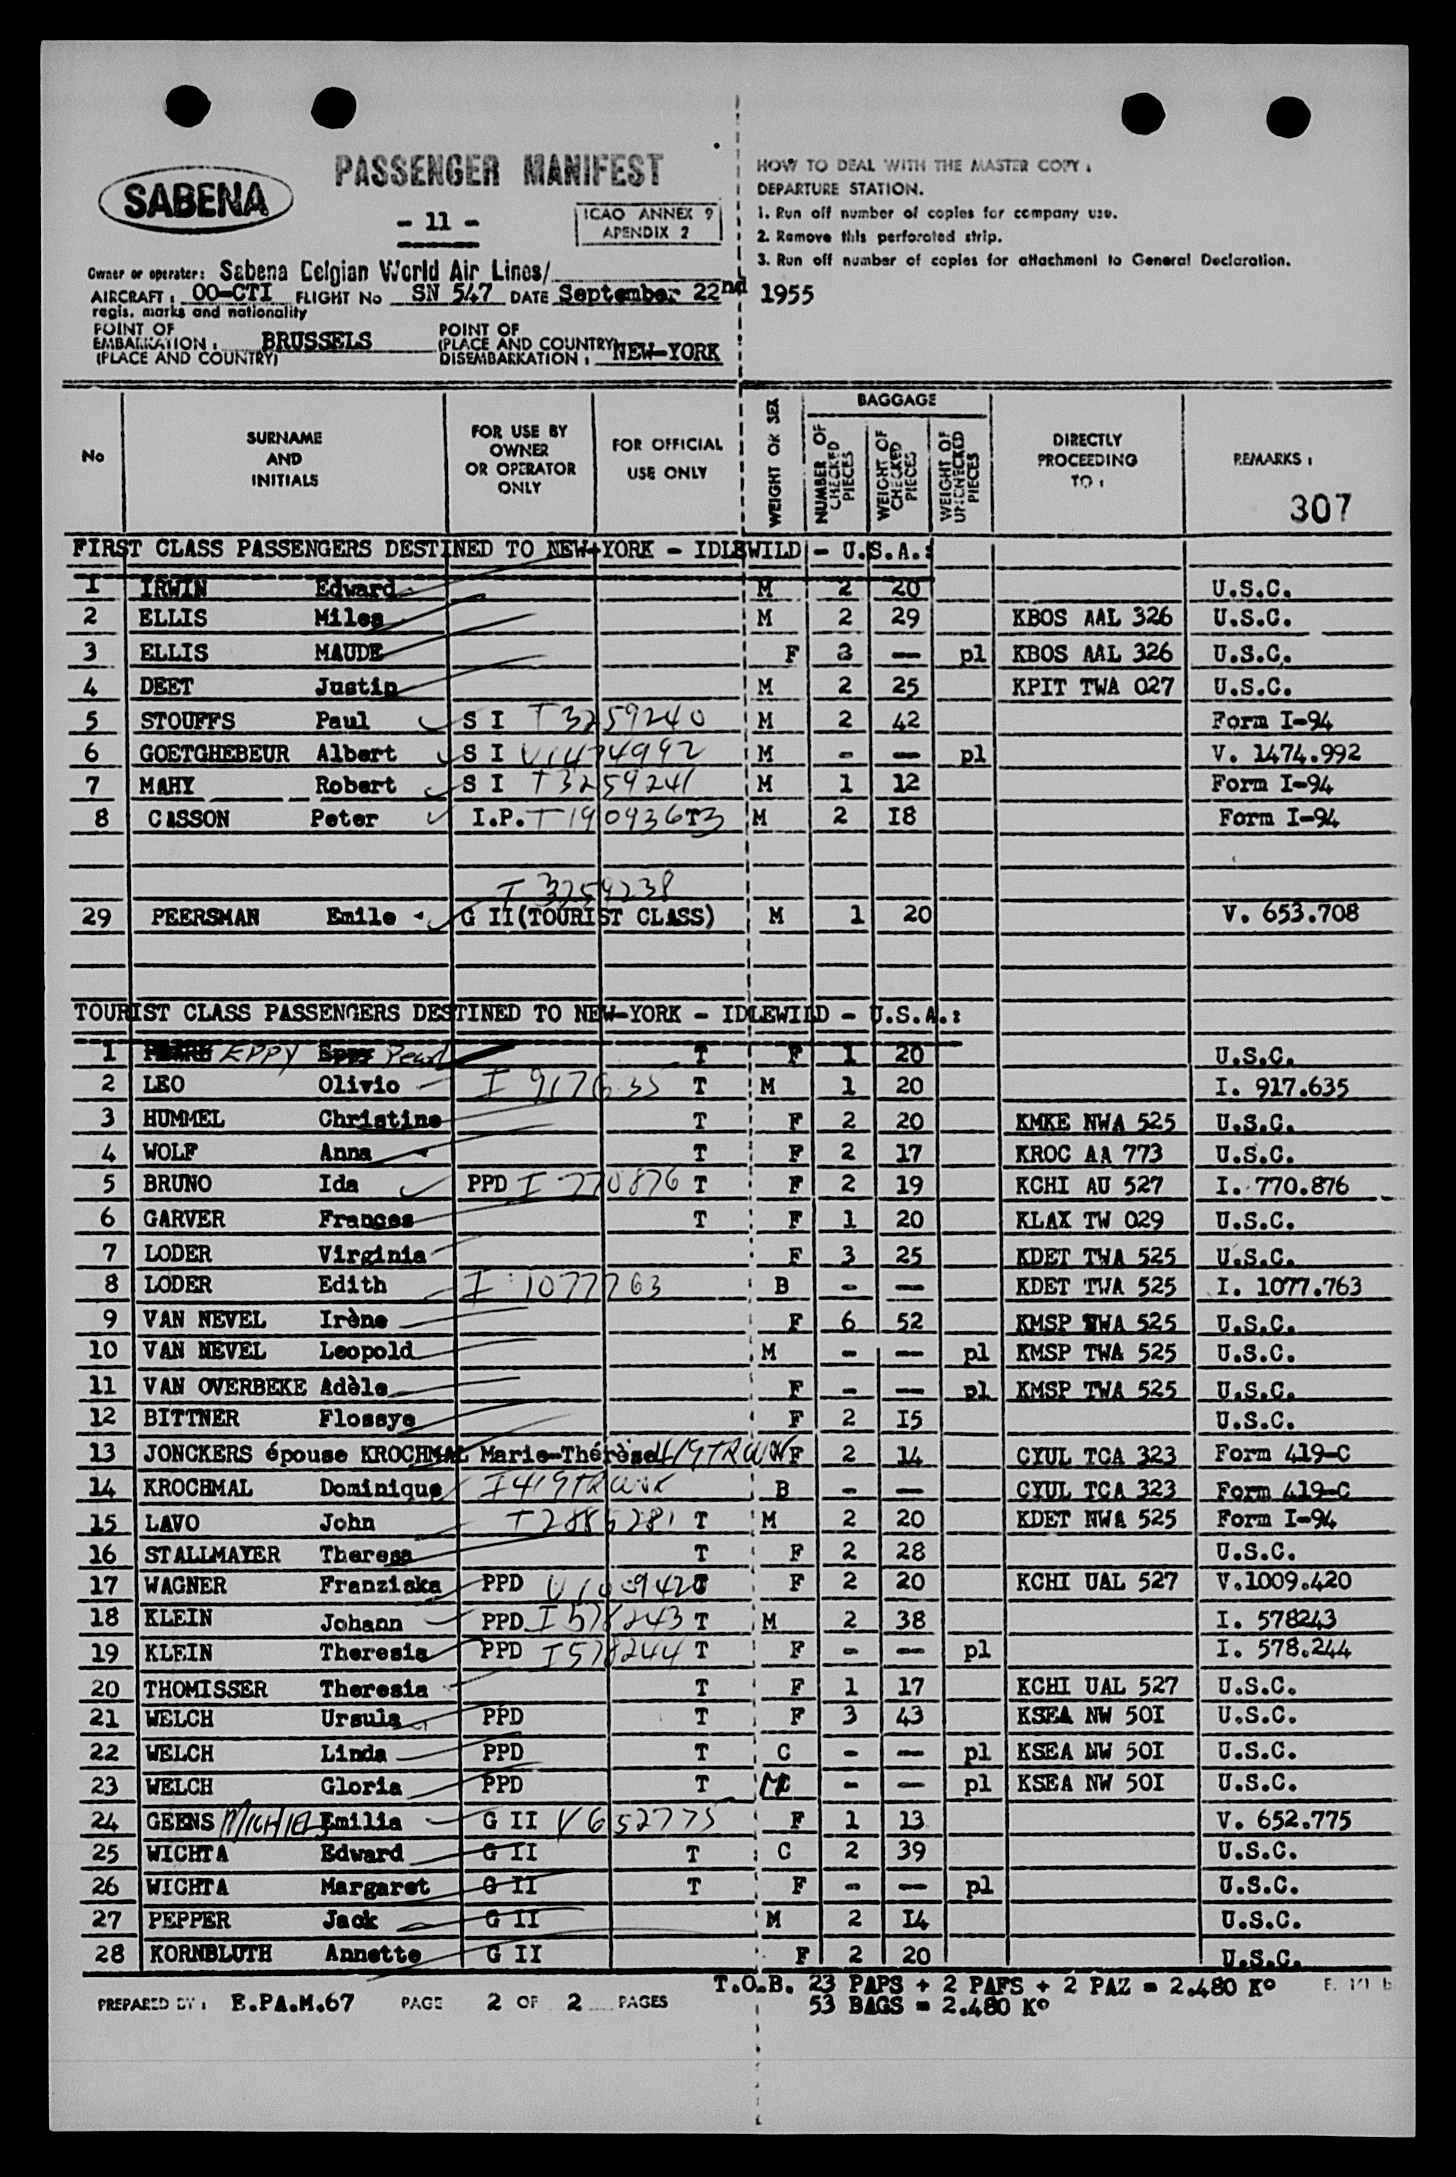 SABENA
PASSENGER MANIFEST
- 11 -
ICAO ANNEX 9
APENDIX 2
HOW TO DEAL WITH THE MASTER COPY :
DEPARTURE STATION.
1. Run off number of copies for company use.
2. Remove this perforated strip.
3. Run off number of copies for attachment to General Declaration.
Owner or operator: Sabena Belgian World Air Lines/
AIRCRAFT : OO-CTI FLIGHT No SN 547 DATE September 22nd 1955
regis. marks and nationality
POINT OF EMBARKATION : BRUSSELS
(PLACE AND COUNTRY)
POINT OF (PLACE AND COUNTRY) DISEMBARKATION : NEW-YORK
No
SURNAME AND INITIALS
FOR USE BY OWNER OR OPERATOR ONLY
FOR OFFICIAL USE ONLY
WEIGHT OR SEX
BAGGAGE
NUMBER OF CHECKED PIECES
WEIGHT OF CHECKED PIECES
WEIGHT OF UNCHECKED PIECES
DIRECTLY PROCEEDING TO :
REMARKS :
307
FIRST CLASS PASSENGERS DESTINED TO NEW-YORK - IDLEWILD - U.S.A.:
1 IRWIN Edward M 2 20 U.S.C.
2 ELLIS Miles M 2 29 KBOS AAL 326 U.S.C.
3 ELLIS MAUDE F 2 — pl KBOS AAL 326 U.S.C.
4 DEET Justin M 2 25 KPIT TWA 027 U.S.C.
5 STOUFFS Paul S I T3259240 M 2 42 Form I-94
6 GOETGHEBEUR Albert S I V1474992 M - — pl V. 1474.992
7 MAHY Robert S I T3259241 M 1 12 Form I-94
8 CASSON Peter I.P. T190936T3 M 2 I8 Form I-94
T 3259238
29 PEERSMAN Emile G II(TOURIST CLASS) M 1 20 V. 653.708
TOURIST CLASS PASSENGERS DESTINED TO NEW-YORK - IDLEWILD - U.S.A.:
1 EPPY Pearl T F 1 20 U.S.C.
2 LEO Olivio I 917635 T M 1 20 I. 917.635
3 HUMMEL Christine T F 2 20 KMKE NWA 525 U.S.C.
4 WOLF Anna T F 2 17 KROC AA 773 U.S.C.
5 BRUNO Ida PPD I 770876 T F 2 19 KCHI AU 527 I. 770.876
6 GARVER Frances T F 1 20 KLAX TW 029 U.S.C.
7 LODER Virginia F 3 25 KDET TWA 525 U.S.C.
8 LODER Edith I 1077763 B - — KDET TWA 525 I. 1077.763
9 VAN NEVEL Irène F 6 52 KMSP NWA 525 U.S.C.
10 VAN NEVEL Leopold M - — pl KMSP TWA 525 U.S.C.
11 VAN OVERBEKE Adèle F - — pl KMSP TWA 525 U.S.C.
12 BITTNER Flossye F 2 I5 U.S.C.
13 JONCKERS épouse KROCHMAL Marie-Thérèse F 2 14 CYUL TCA 323 Form 419-C
14 KROCHMAL Dominique B - — CYUL TCA 323 Form 419-C
15 LAVO John T2885281 T M 2 20 KDET NWA 525 Form I-94
16 STALLMAYER Theresa T F 2 28 U.S.C.
17 WAGNER Franziska PPD V1009420 F 2 20 KCHI UAL 527 V.1009.420
18 KLEIN Johann PPD I578243 T M 2 38 I. 578243
19 KLEIN Theresia PPD I578244 T F - — pl I. 578.244
20 THOMISSER Theresia T F 1 17 KCHI UAL 527 U.S.C.
21 WELCH Ursula PPD T F 3 43 KSEA NW 50I U.S.C.
22 WELCH Linda PPD T C - — pl KSEA NW 50I U.S.C.
23 WELCH Gloria PPD T C - — pl KSEA NW 50I U.S.C.
24 GEENS MICHIELS Emilia G II V652775 F 1 13 V. 652.775
25 WICHTA Edward G II T C 2 39 U.S.C.
26 WICHTA Margaret G II T F - — pl U.S.C.
27 PEPPER Jack G II M 2 I4 U.S.C.
28 KORNBLUTH Annette G II F 2 20 U.S.C.
T.O.B. 23 PAPS + 2 PAFS + 2 PAZ = 2.480 K°
53 BAGS = 2.480 K°
PREPARED BY : E.PA.M.67 PAGE 2 OF 2 PAGES